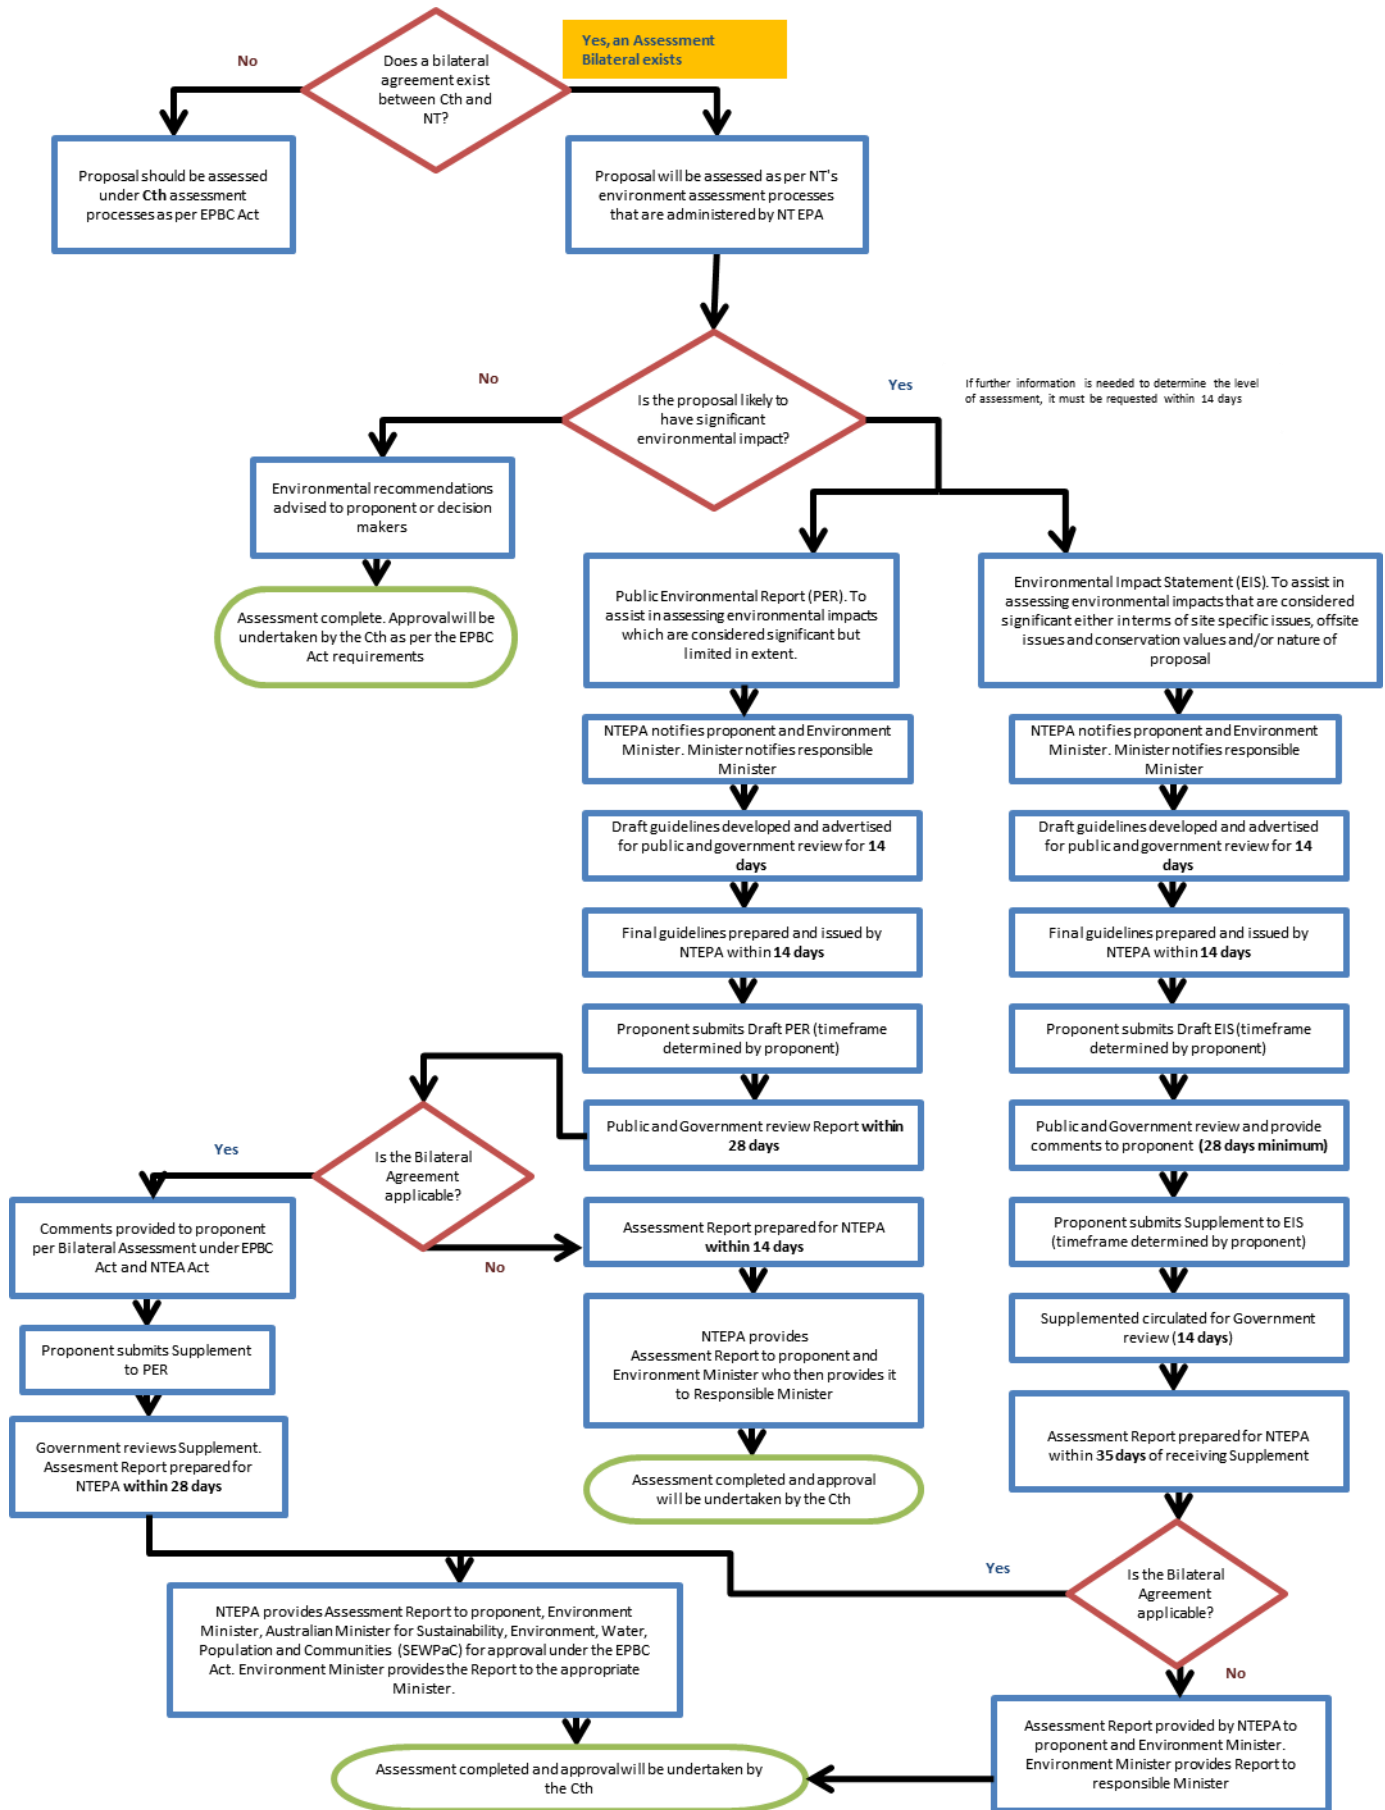 Does a bilateral
agreement exist
between Cth and
NT?
Yes, an Assessment
Bilateral exists
No
Proposal should be assessed
under Cth assessment
processes as per EPBC Act
Proposal will be assessed as per NT's
environment assessment processes
that are administered by NT EPA
Is the proposal likely to
have significant
environmental impact?
No
Yes
If further information is needed to determine the level
of assessment, it must be requested within 14 days
Environmental recommendations
advised to proponent or decision
makers
Assessment complete. Approval will be
undertaken by the Cth as per the EPBC
Act requirements
Public Environmental Report (PER). To
assist in assessing environmental impacts
which are considered significant but
limited in extent.
Environmental Impact Statement (EIS). To assist in
assessing environmental impacts that are considered
significant either in terms of site specific issues, offsite
issues and conservation values and/or nature of
proposal
NTEPA notifies proponent and Environment
Minister. Minister notifies responsible
Minister
NTEPA notifies proponent and Environment
Minister. Minister notifies responsible
Minister
Draft guidelines developed and advertised
for public and government review for 14
days
Draft guidelines developed and advertised
for public and government review for 14
days
Final guidelines prepared and issued by
NTEPA within 14 days
Final guidelines prepared and issued by
NTEPA within 14 days
Proponent submits Draft PER (timeframe
determined by proponent)
Proponent submits Draft EIS (timeframe
determined by proponent)
Public and Government review Report within
28 days
Public and Government review and provide
comments to proponent (28 days minimum)
Yes
Is the Bilateral
Agreement
applicable?
No
Comments provided to proponent
per Bilateral Assessment under EPBC
Act and NTEA Act
Assessment Report prepared for NTEPA
within 14 days
Proponent submits Supplement to EIS
(timeframe determined by proponent)
Proponent submits Supplement
to PER
NTEPA provides
Assessment Report to proponent and
Environment Minister who then provides it
to Responsible Minister
Supplemented circulated for Government
review (14 days)
Government reviews Supplement.
Assesment Report prepared for
NTEPA within 28 days
Assessment completed and approval
will be undertaken by the Cth
Assessment Report prepared for NTEPA
within 35 days of receiving Supplement
Yes
Is the Bilateral
Agreement
applicable?
No
NTEPA provides Assessment Report to proponent, Environment
Minister, Australian Minister for Sustainability, Environment, Water,
Population and Communities (SEWPaC) for approval under the EPBC
Act. Environment Minister provides the Report to the appropriate
Minister.
Assessment Report provided by NTEPA to
proponent and Environment Minister.
Environment Minister provides Report to
responsible Minister
Assessment completed and approval will be undertaken by
the Cth